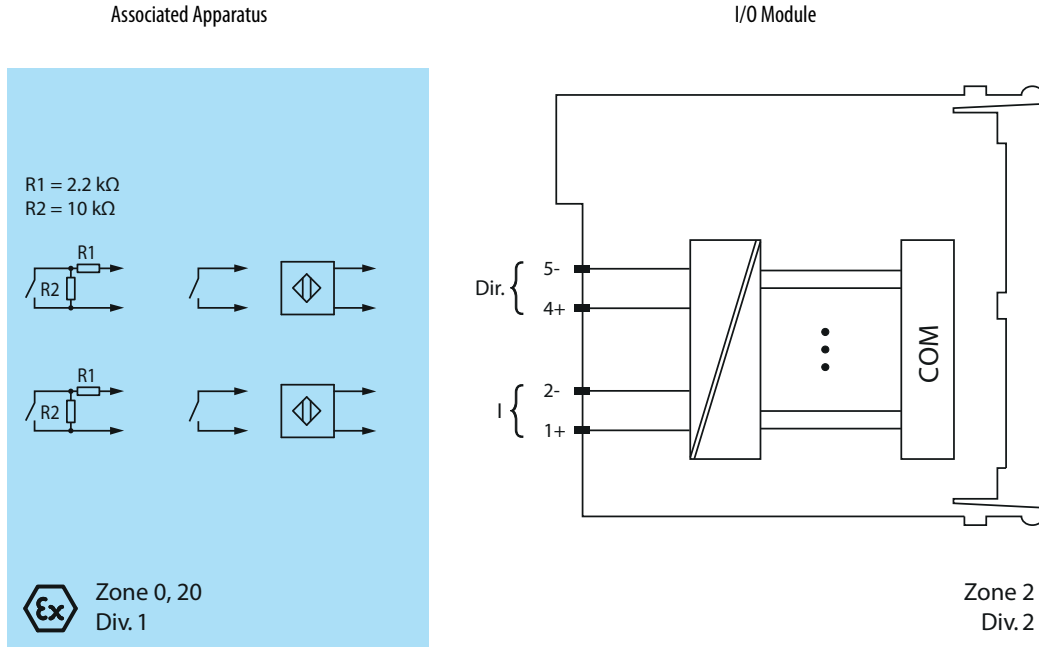 Associated Apparatus
I/O Module
R1 = 2.2 kΩ
R2 = 10 kΩ
R1
R2
R1
R2
Dir.
5-
4+
I
2-
1+
COM
Ex
Zone 0, 20
Div. 1
Zone 2
Div. 2